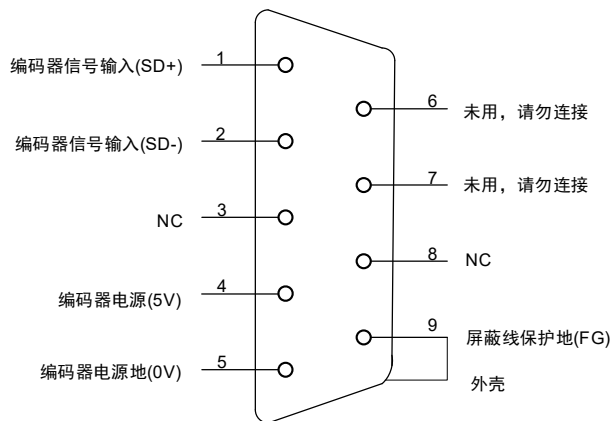 编码器信号输入(SD+)
1
编码器信号输入(SD-)
2
NC
3
编码器电源(5V)
4
编码器电源地(0V)
5
6
未用，请勿连接
7
未用，请勿连接
8
NC
9
屏蔽线保护地(FG)
外壳